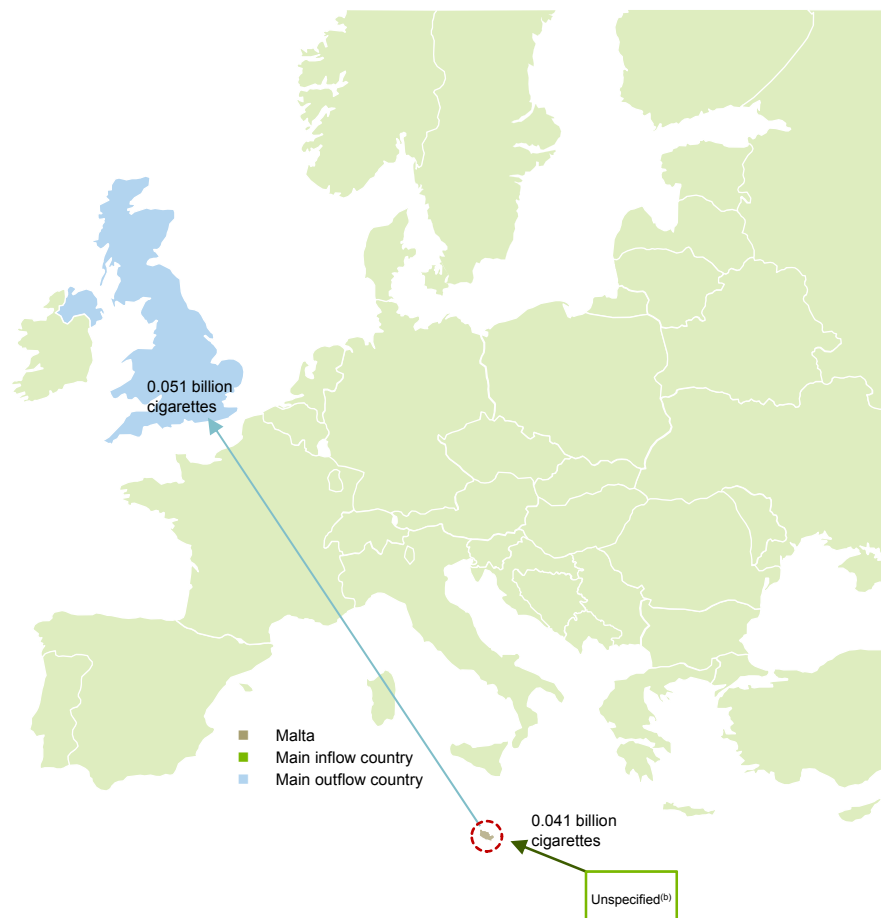 0.051 billion
cigarettes
Malta
Main inflow country
Main outflow country
0.041 billion
cigarettes
Unspecified(b)